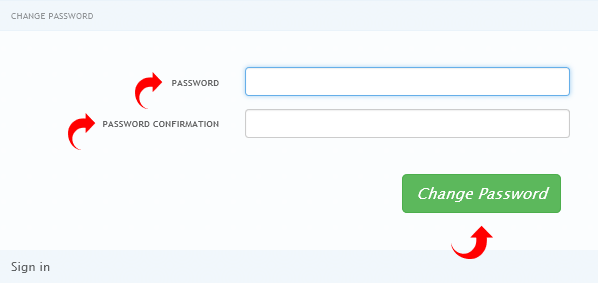 CHANGE PASSWORD
PASSWORD
PASSWORD CONFIRMATION
Change Password
Sign in